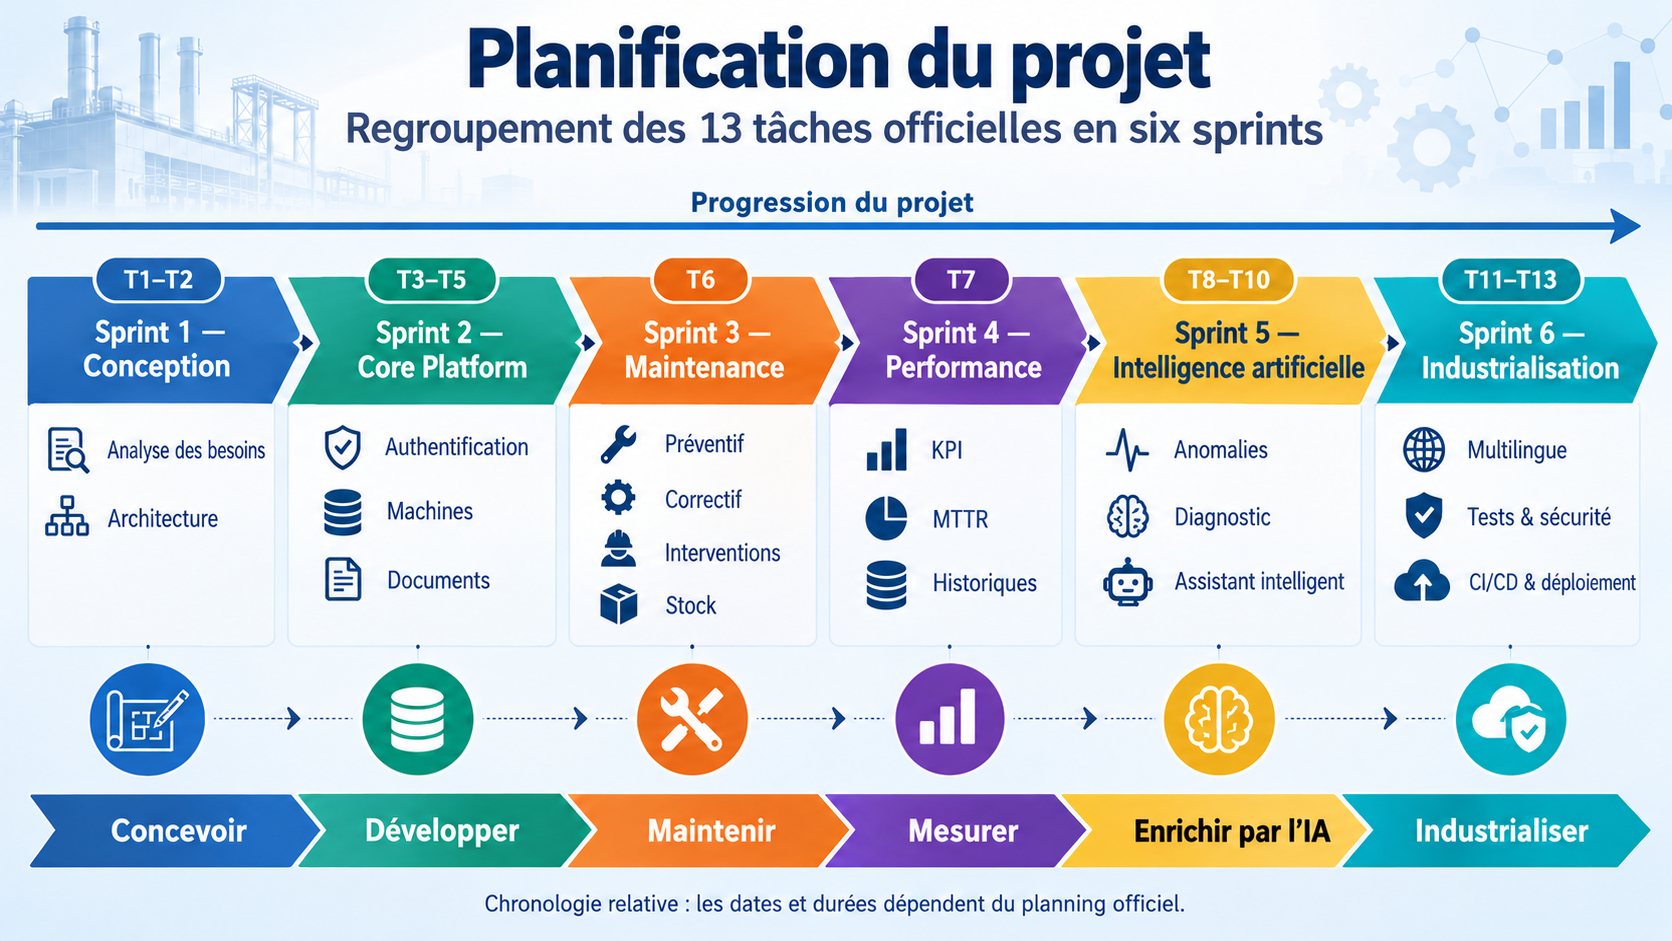 Planification du projet
Regroupement des 13 tâches officielles en six sprints
Progression du projet
T1–T2
Sprint 1 —
Conception
Analyse des besoins
Architecture
T3–T5
Sprint 2 —
Core Platform
Authentification
Machines
Documents
T6
Sprint 3 —
Maintenance
Préventif
Correctif
Interventions
Stock
T7
Sprint 4 —
Performance
KPI
MTTR
Historiques
T8–T10
Sprint 5 —
Intelligence artificielle
Anomalies
Diagnostic
Assistant intelligent
T11–T13
Sprint 6 —
Industrialisation
Multilingue
Tests & sécurité
CI/CD & déploiement
Concevoir
Développer
Maintenir
Mesurer
Enrichir par l’IA
Industrialiser
Chronologie relative : les dates et durées dépendent du planning officiel.